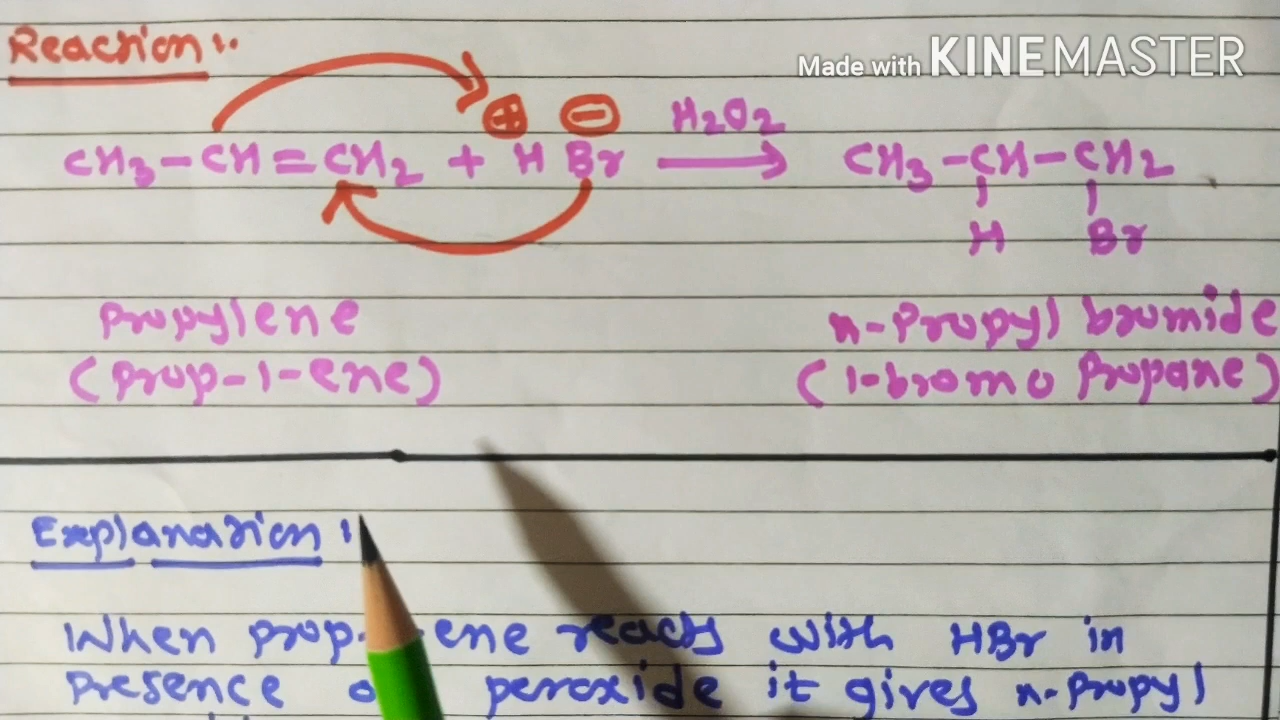 Reaction :
Made with KINEMASTER
⊕ ⊖
CH3-CH=CH2 + H Br H2O2 → CH3-CH-CH2
H Br
Propylene n-Propyl bromide
(Prop-1-ene) (1-bromo Propane)
Explanation :
When prop- ene reacts with HBr in
Presence peroxide it gives n-Propyl